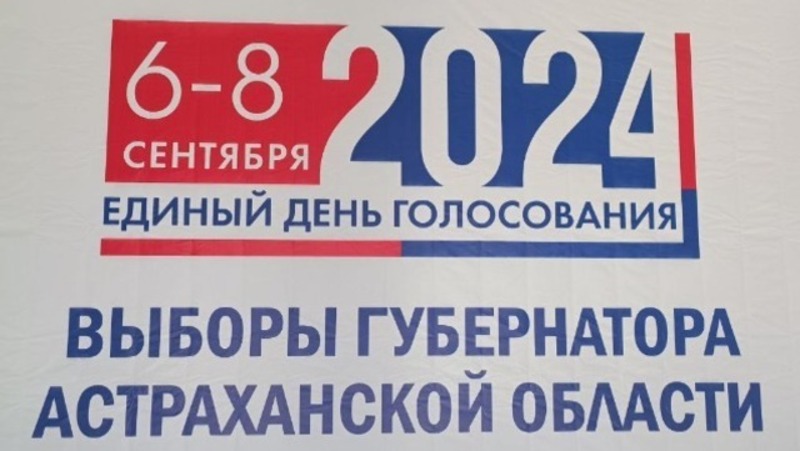 6-8 2024
СЕНТЯБРЯ
ЕДИНЫЙ ДЕНЬ ГОЛОСОВАНИЯ
ВЫБОРЫ ГУБЕРНАТОРА
АСТРАХАНСКОЙ ОБЛАСТИ